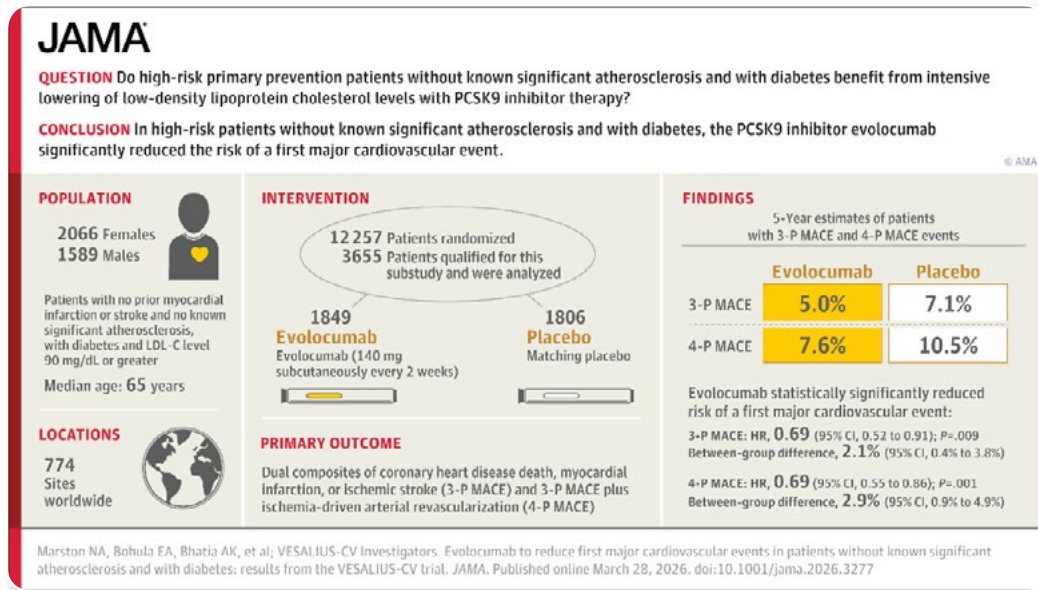 JAMA
QUESTION Do high-risk primary prevention patients without known significant atherosclerosis and with diabetes benefit from intensive
lowering of low-density lipoprotein cholesterol levels with PCSK9 inhibitor therapy?
CONCLUSION In high-risk patients without known significant atherosclerosis and with diabetes, the PCSK9 inhibitor evolocumab
significantly reduced the risk of a first major cardiovascular event.
© AMA
POPULATION
2066 Females
1589 Males
Patients with no prior myocardial
infarction or stroke and no known
significant atherosclerosis,
with diabetes and LDL-C level
90 mg/dL or greater
Median age: 65 years
LOCATIONS
774
Sites
worldwide
INTERVENTION
12 257 Patients randomized
3655 Patients qualified for this
substudy and were analyzed
1849
Evolocumab
Evolocumab (140 mg
subcutaneously every 2 weeks)
1806
Placebo
Matching placebo
PRIMARY OUTCOME
Dual composites of coronary heart disease death, myocardial
infarction, or ischemic stroke (3-P MACE) and 3-P MACE plus
ischemia-driven arterial revascularization (4-P MACE)
FINDINGS
5-Year estimates of patients
with 3-P MACE and 4-P MACE events
Evolocumab Placebo
3-P MACE 5.0% 7.1%
4-P MACE 7.6% 10.5%
Evolocumab statistically significantly reduced
risk of a first major cardiovascular event:
3-P MACE: HR, 0.69 (95% CI, 0.52 to 0.91); P=.009
Between-group difference, 2.1% (95% CI, 0.4% to 3.8%)
4-P MACE: HR, 0.69 (95% CI, 0.55 to 0.86); P=.001
Between-group difference, 2.9% (95% CI, 0.9% to 4.9%)
Marston NA, Bohula EA, Bhatia AK, et al; VESALIUS-CV Investigators. Evolocumab to reduce first major cardiovascular events in patients without known significant
atherosclerosis and with diabetes: results from the VESALIUS-CV trial. JAMA. Published online March 28, 2026. doi:10.1001/jama.2026.3277